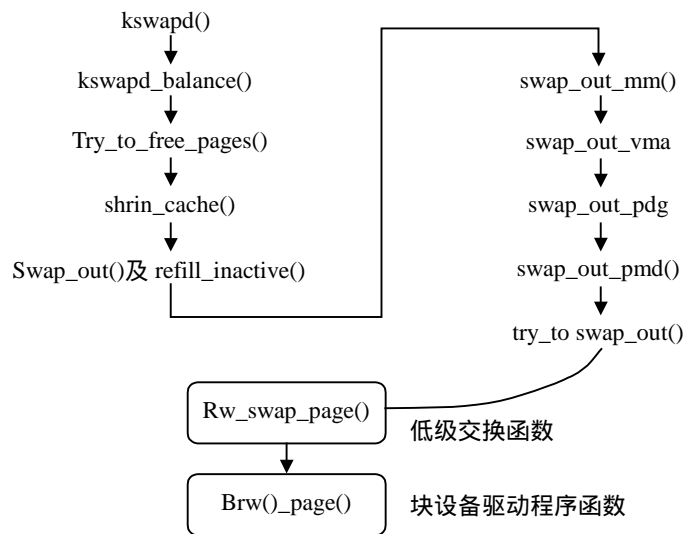 kswapd()
kswapd_balance()
Try_to_free_pages()
shrin_cache()
Swap_out()及 refill_inactive()
swap_out_mm()
swap_out_vma
swap_out_pdg
swap_out_pmd()
try_to swap_out()
Rw_swap_page()
低级交换函数
Brw()_page()
块设备驱动程序函数